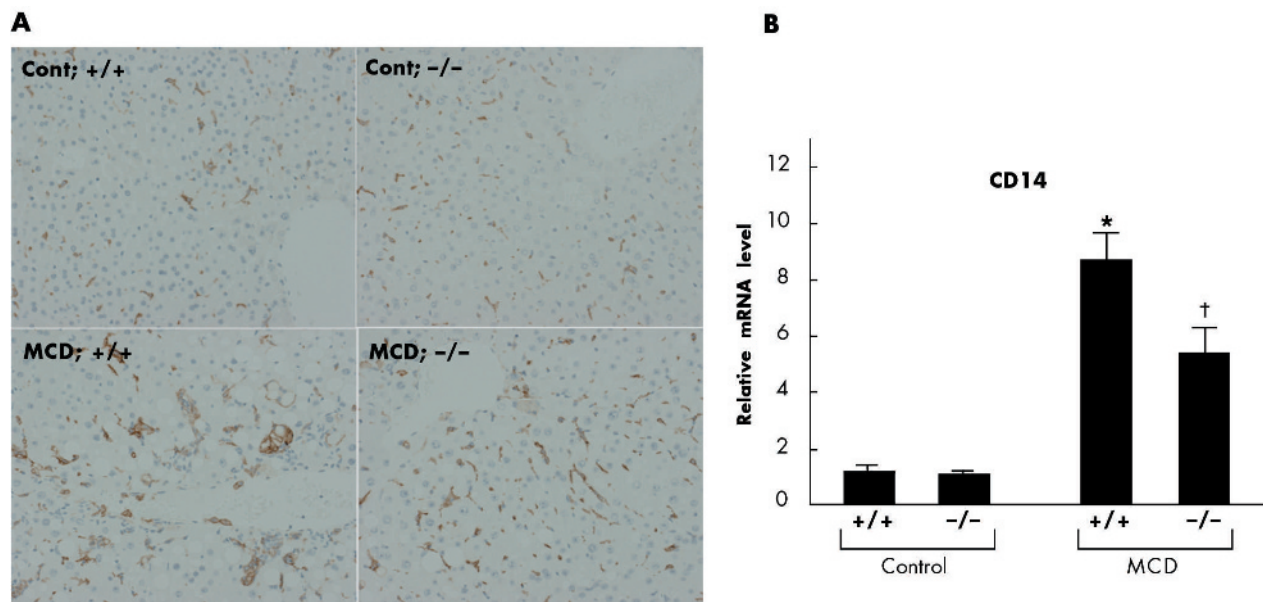 A
Cont; +/+
Cont; −/−
MCD; +/+
MCD; −/−
B
CD14
Relative mRNA level
12
10
8
6
4
2
0
*
†
+/+
−/−
+/+
−/−
Control
MCD